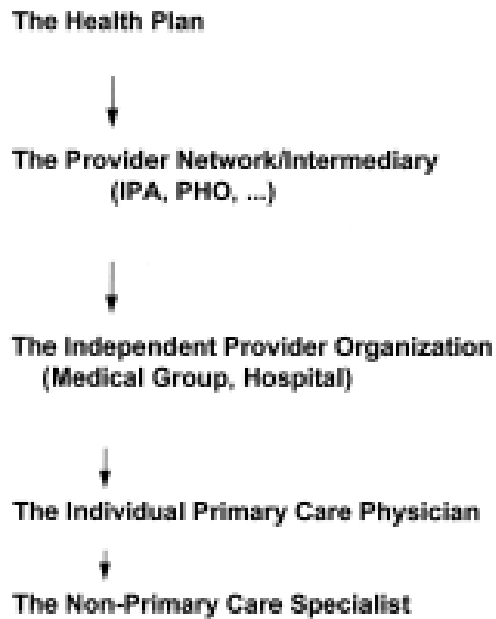 The Health Plan
The Provider Network/Intermediary
(IPA, PHO, ...)
The Independent Provider Organization
(Medical Group, Hospital)
The Individual Primary Care Physician
The Non-Primary Care Specialist